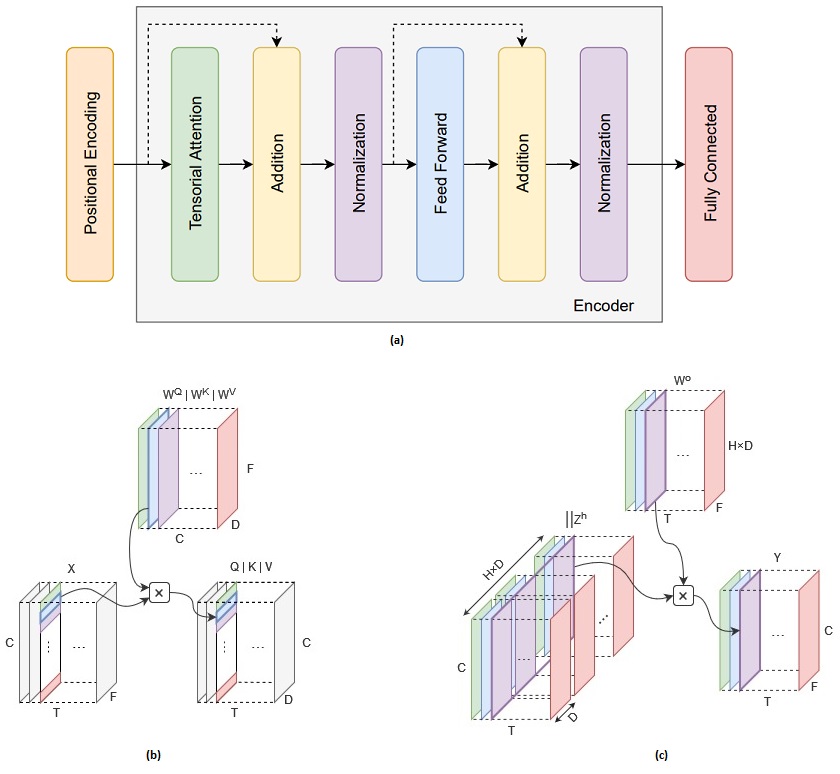 Positional Encoding
Tensorial Attention
Addition
Normalization
Feed Forward
Addition
Normalization
Fully Connected
Encoder
(a)
W^Q | W^K | W^V
...
F
C
D
X
Q | K | V
×
C
...
...
T
F
...
...
C
T
D
(b)
W^o
...
H×D
T
F
||Z^h
H×D
C
...
...
T
D
×
Y
...
C
T
F
(c)